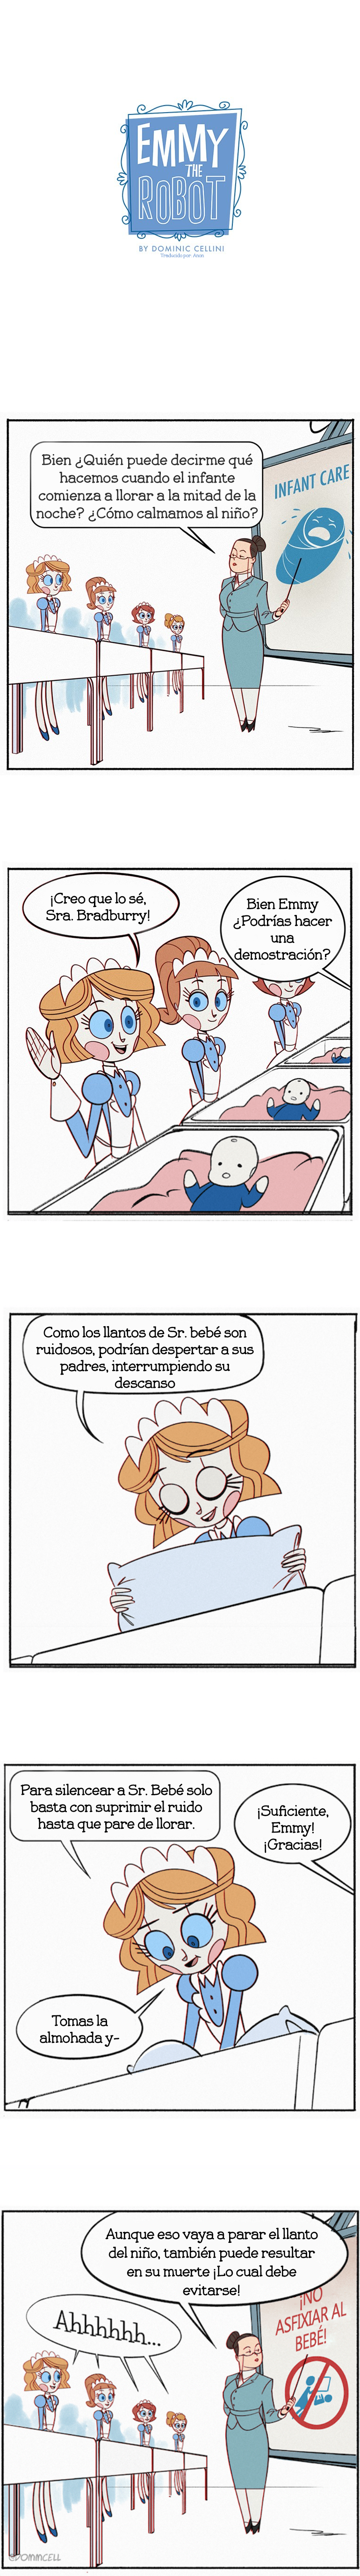 EMMY
THE
ROBOT
BY DOMINIC CELLINI
Traducido por Anon
Bien ¿Quién puede decirme qué
hacemos cuando el infante
comienza a llorar a la mitad de la
noche? ¿Cómo calmamos al niño?
INFANT CARE
¡Creo que lo sé,
Sra. Bradburry!
Bien Emmy
¿Podrías hacer
una
demostración?
Como los llantos de Sr. bebé son
ruidosos, podrían despertar a sus
padres, interrumpiendo su
descanso
Para silencear a Sr. Bebé solo
basta con suprimir el ruido
hasta que pare de llorar.
¡Suficiente,
Emmy!
¡Gracias!
Tomas la
almohada y-
Aunque eso vaya a parar el llanto
del niño, también puede resultar
en su muerte ¡Lo cual debe
evitarse!
Ahhhhhh...
¡NO
ASFIXIAR AL
BEBÉ!
@DOMMCELL